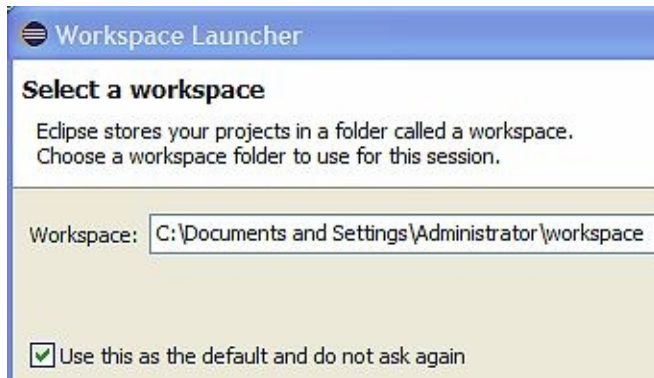 Workspace Launcher
Select a workspace
Eclipse stores your projects in a folder called a workspace.
Choose a workspace folder to use for this session.
Workspace: C:\Documents and Settings\Administrator\workspace
Use this as the default and do not ask again